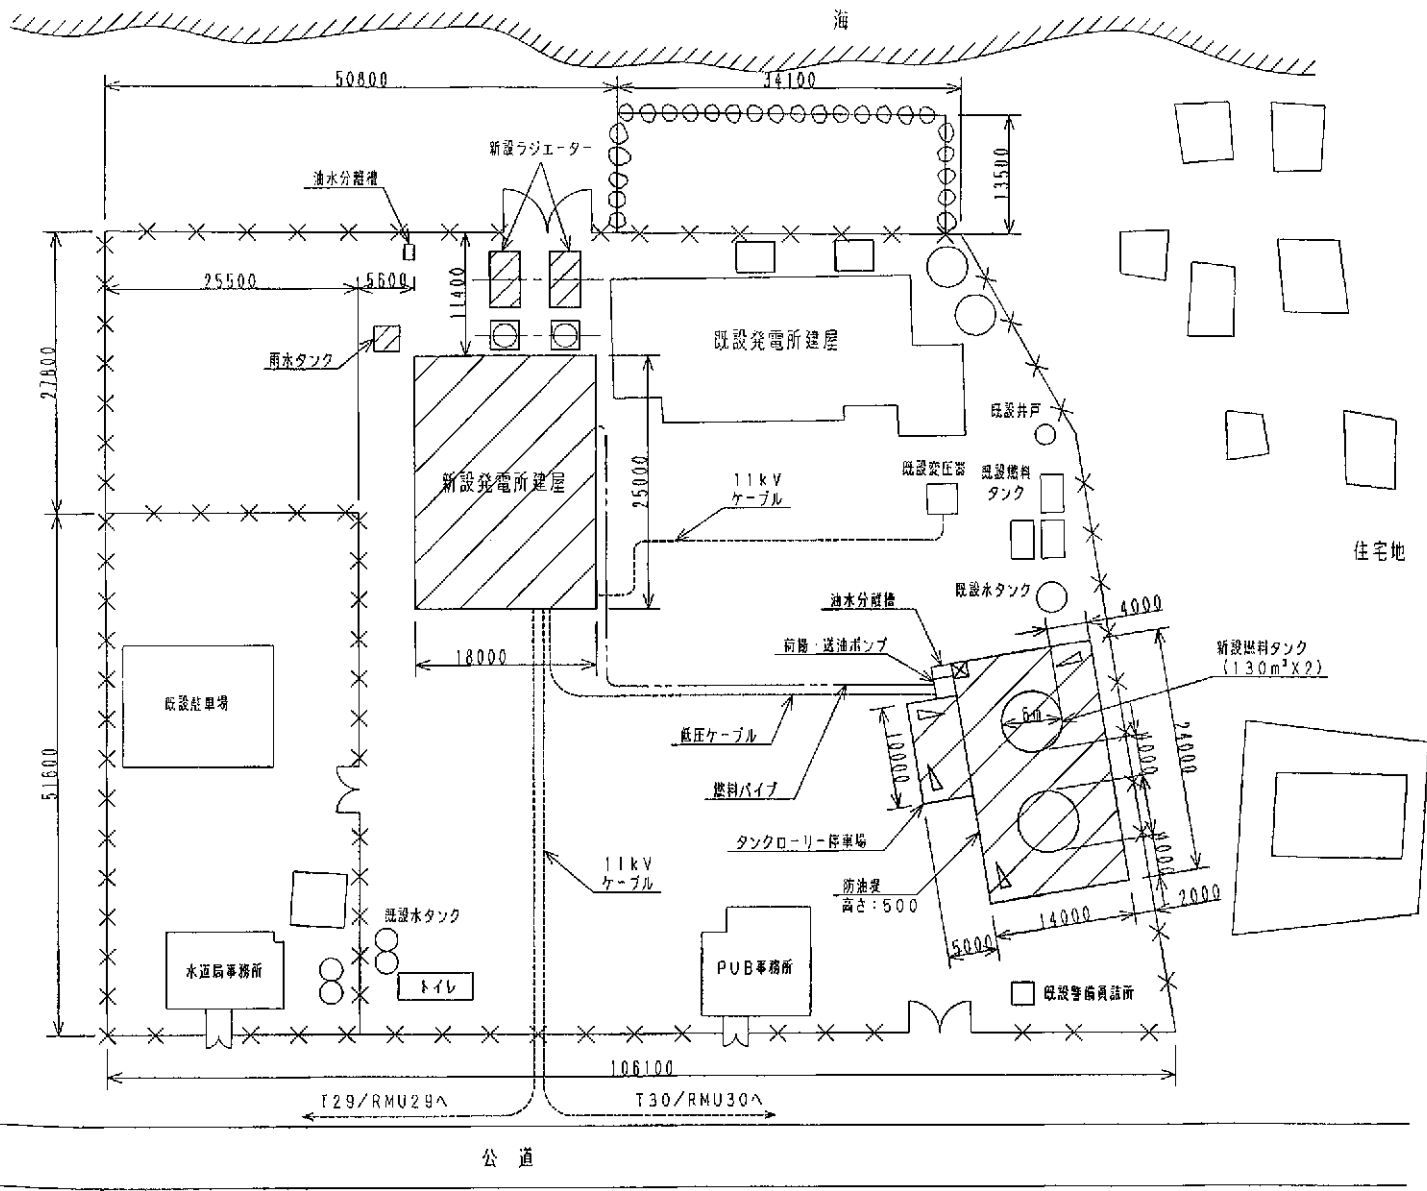 海
50800
34100
新設ラジエーター
油水分離槽
13500
25500
5600
11400
27800
雨水タンク
既設発電所建屋
既設井戸
新設発電所建屋
25000
11kV
ケーブル
既設変圧器
既設燃料
タンク
住宅地
既設水タンク
油水分離槽
4000
荷揚・送油ポンプ
新設燃料タンク
(130m³X2)
18000
既設駐車場
6m
低圧ケーブル
10000
4000
24000
51600
燃料パイプ
タンクローリー停車場
4000
11kV
ケーブル
防油堤
高さ:500
2000
14000
5000
既設水タンク
水道局事務所
トイレ
PUB事務所
既設警備員詰所
106100
T29/RMU29へ
T30/RMU30へ
公道